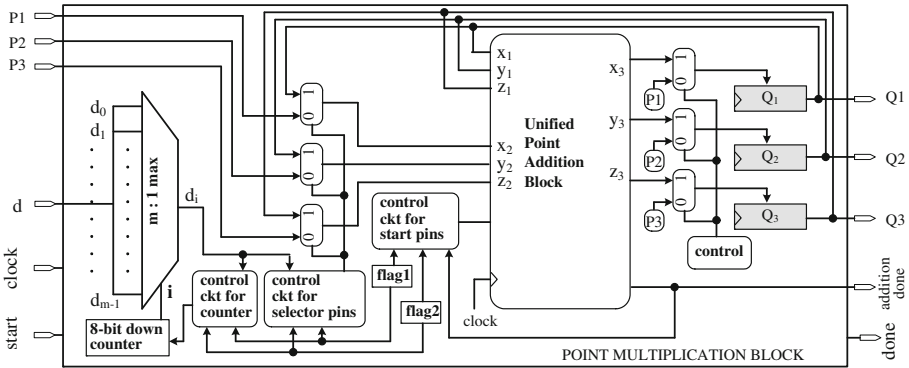 P1
P2
P3
d
clock
start
d0
d1
dm-1
m : 1 max
di
i
8-bit down
counter
control
ckt for
counter
control
ckt for
selector pins
1
0
1
0
1
0
control
ckt for
start pins
flag1
flag2
x1
y1
z1
x2
y2
z2
Unified
Point
Addition
Block
x3
y3
z3
clock
1
0
P1
1
0
P2
1
0
P3
control
Q1
Q2
Q3
Q1
Q2
Q3
addition
done
done
POINT MULTIPLICATION BLOCK